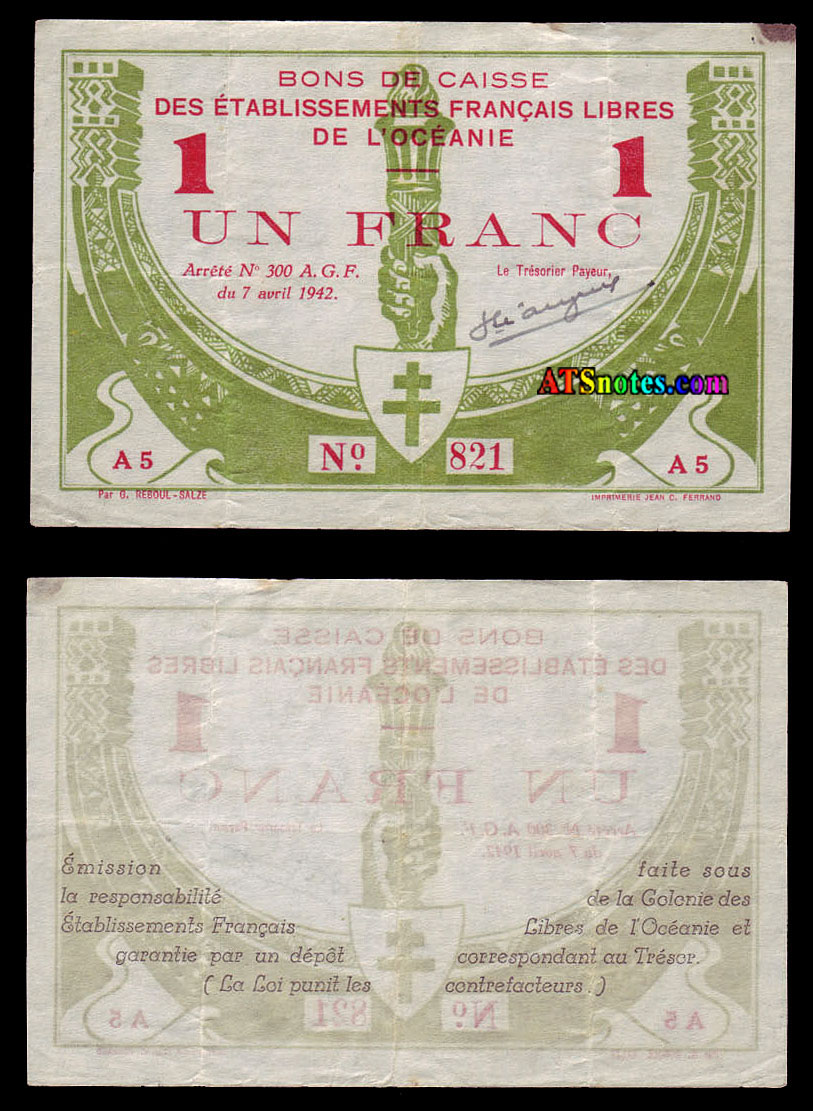 BONS DE CAISSE
DES ÉTABLISSEMENTS FRANÇAIS LIBRES
DE L'OCÉANIE
1 1
UN FRANC
Arrêté No 300 A.G.F.
du 7 avril 1942.
Le Trésorier Payeur,
ATSnotes.com
No. 821
A 5 A 5
Par G. REBOUL-SALZE IMPRIMERIE JEAN C. FERRAND
Émission faite sous
la responsabilité de la Colonie des
Établissements Français Libres de l'Océanie et
garantie par un dépôt correspondant au Trésor.
( La Loi punit les contrefacteurs. )